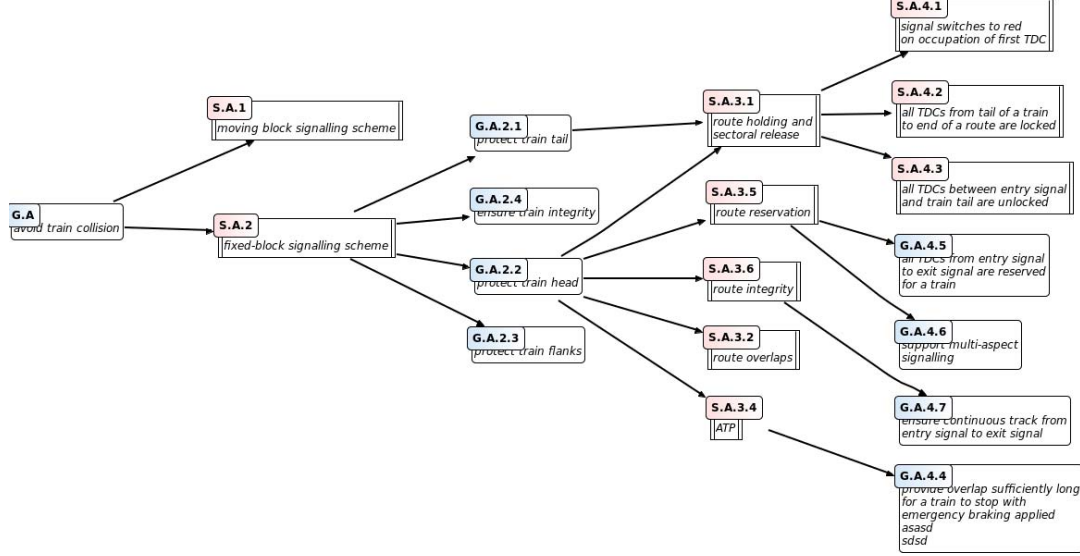 G.A
avoid train collision
S.A.1
moving block signalling scheme
S.A.2
fixed-block signalling scheme
G.A.2.1
protect train tail
G.A.2.4
ensure train integrity
G.A.2.2
protect train head
G.A.2.3
protect train flanks
S.A.3.1
route holding and
sectoral release
S.A.3.5
route reservation
S.A.3.6
route integrity
S.A.3.2
route overlaps
S.A.3.4
ATP
S.A.4.1
signal switches to red
on occupation of first TDC
S.A.4.2
all TDCs from tail of a train
to end of a route are locked
S.A.4.3
all TDCs between entry signal
and train tail are unlocked
G.A.4.5
all TDCs from entry signal
to exit signal are reserved
for a train
G.A.4.6
support multi-aspect
signalling
G.A.4.7
ensure continuous track from
entry signal to exit signal
G.A.4.4
provide overlap sufficiently long
for a train to stop with
emergency braking applied
asasd
sdsd